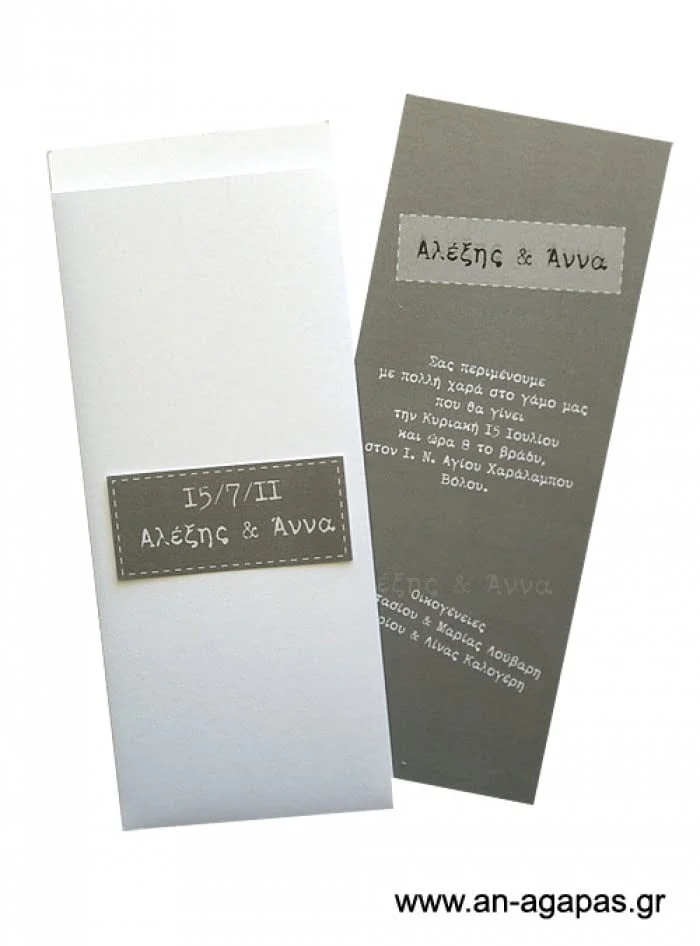 15/7/11
Αλέξης & Άννα
Αλέξης & Άννα
Σας περιμένουμε
με πολλή χαρά στο γάμο μας
που θα γίνει
την Κυριακή 15 Ιουλίου
και ώρα 8 το βράδυ,
στον Ι. Ν. Αγίου Χαράλαμπου
Βόλου.
& Άννα
Οικογένειες
& Μαρίας Λούβαρη
& Λίνας Καλογέρη
www.an-agapas.gr